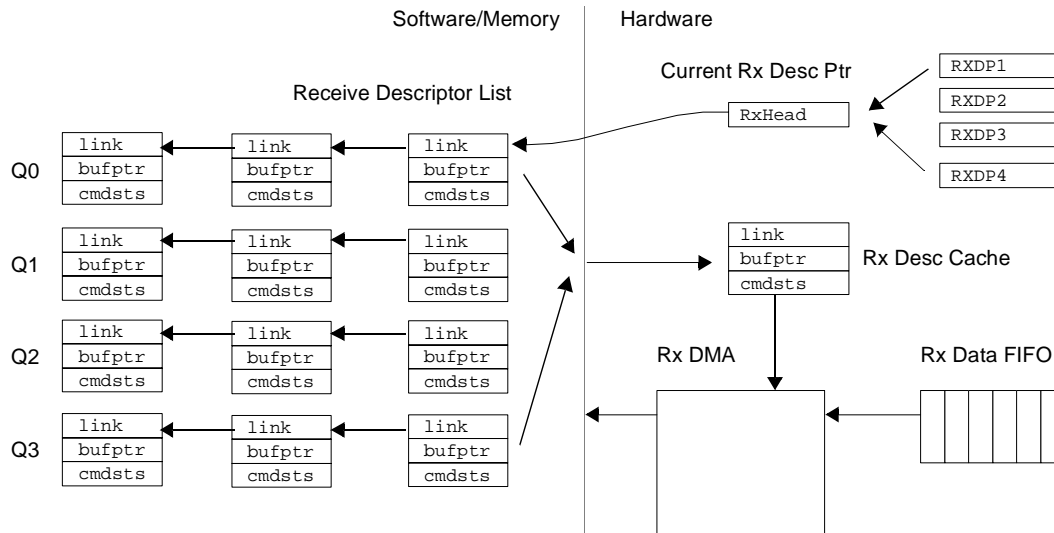 Software/Memory Hardware
Current Rx Desc Ptr
RXDP1
RXDP2
RXDP3
RXDP4
RxHead
Receive Descriptor List
Q0
link link link
bufptr bufptr bufptr
cmdsts cmdsts cmdsts
Q1
link link link
bufptr bufptr bufptr
cmdsts cmdsts cmdsts
Q2
link link link
bufptr bufptr bufptr
cmdsts cmdsts cmdsts
Q3
link link link
bufptr bufptr bufptr
cmdsts cmdsts cmdsts
link
bufptr
cmdsts
Rx Desc Cache
Rx DMA
Rx Data FIFO